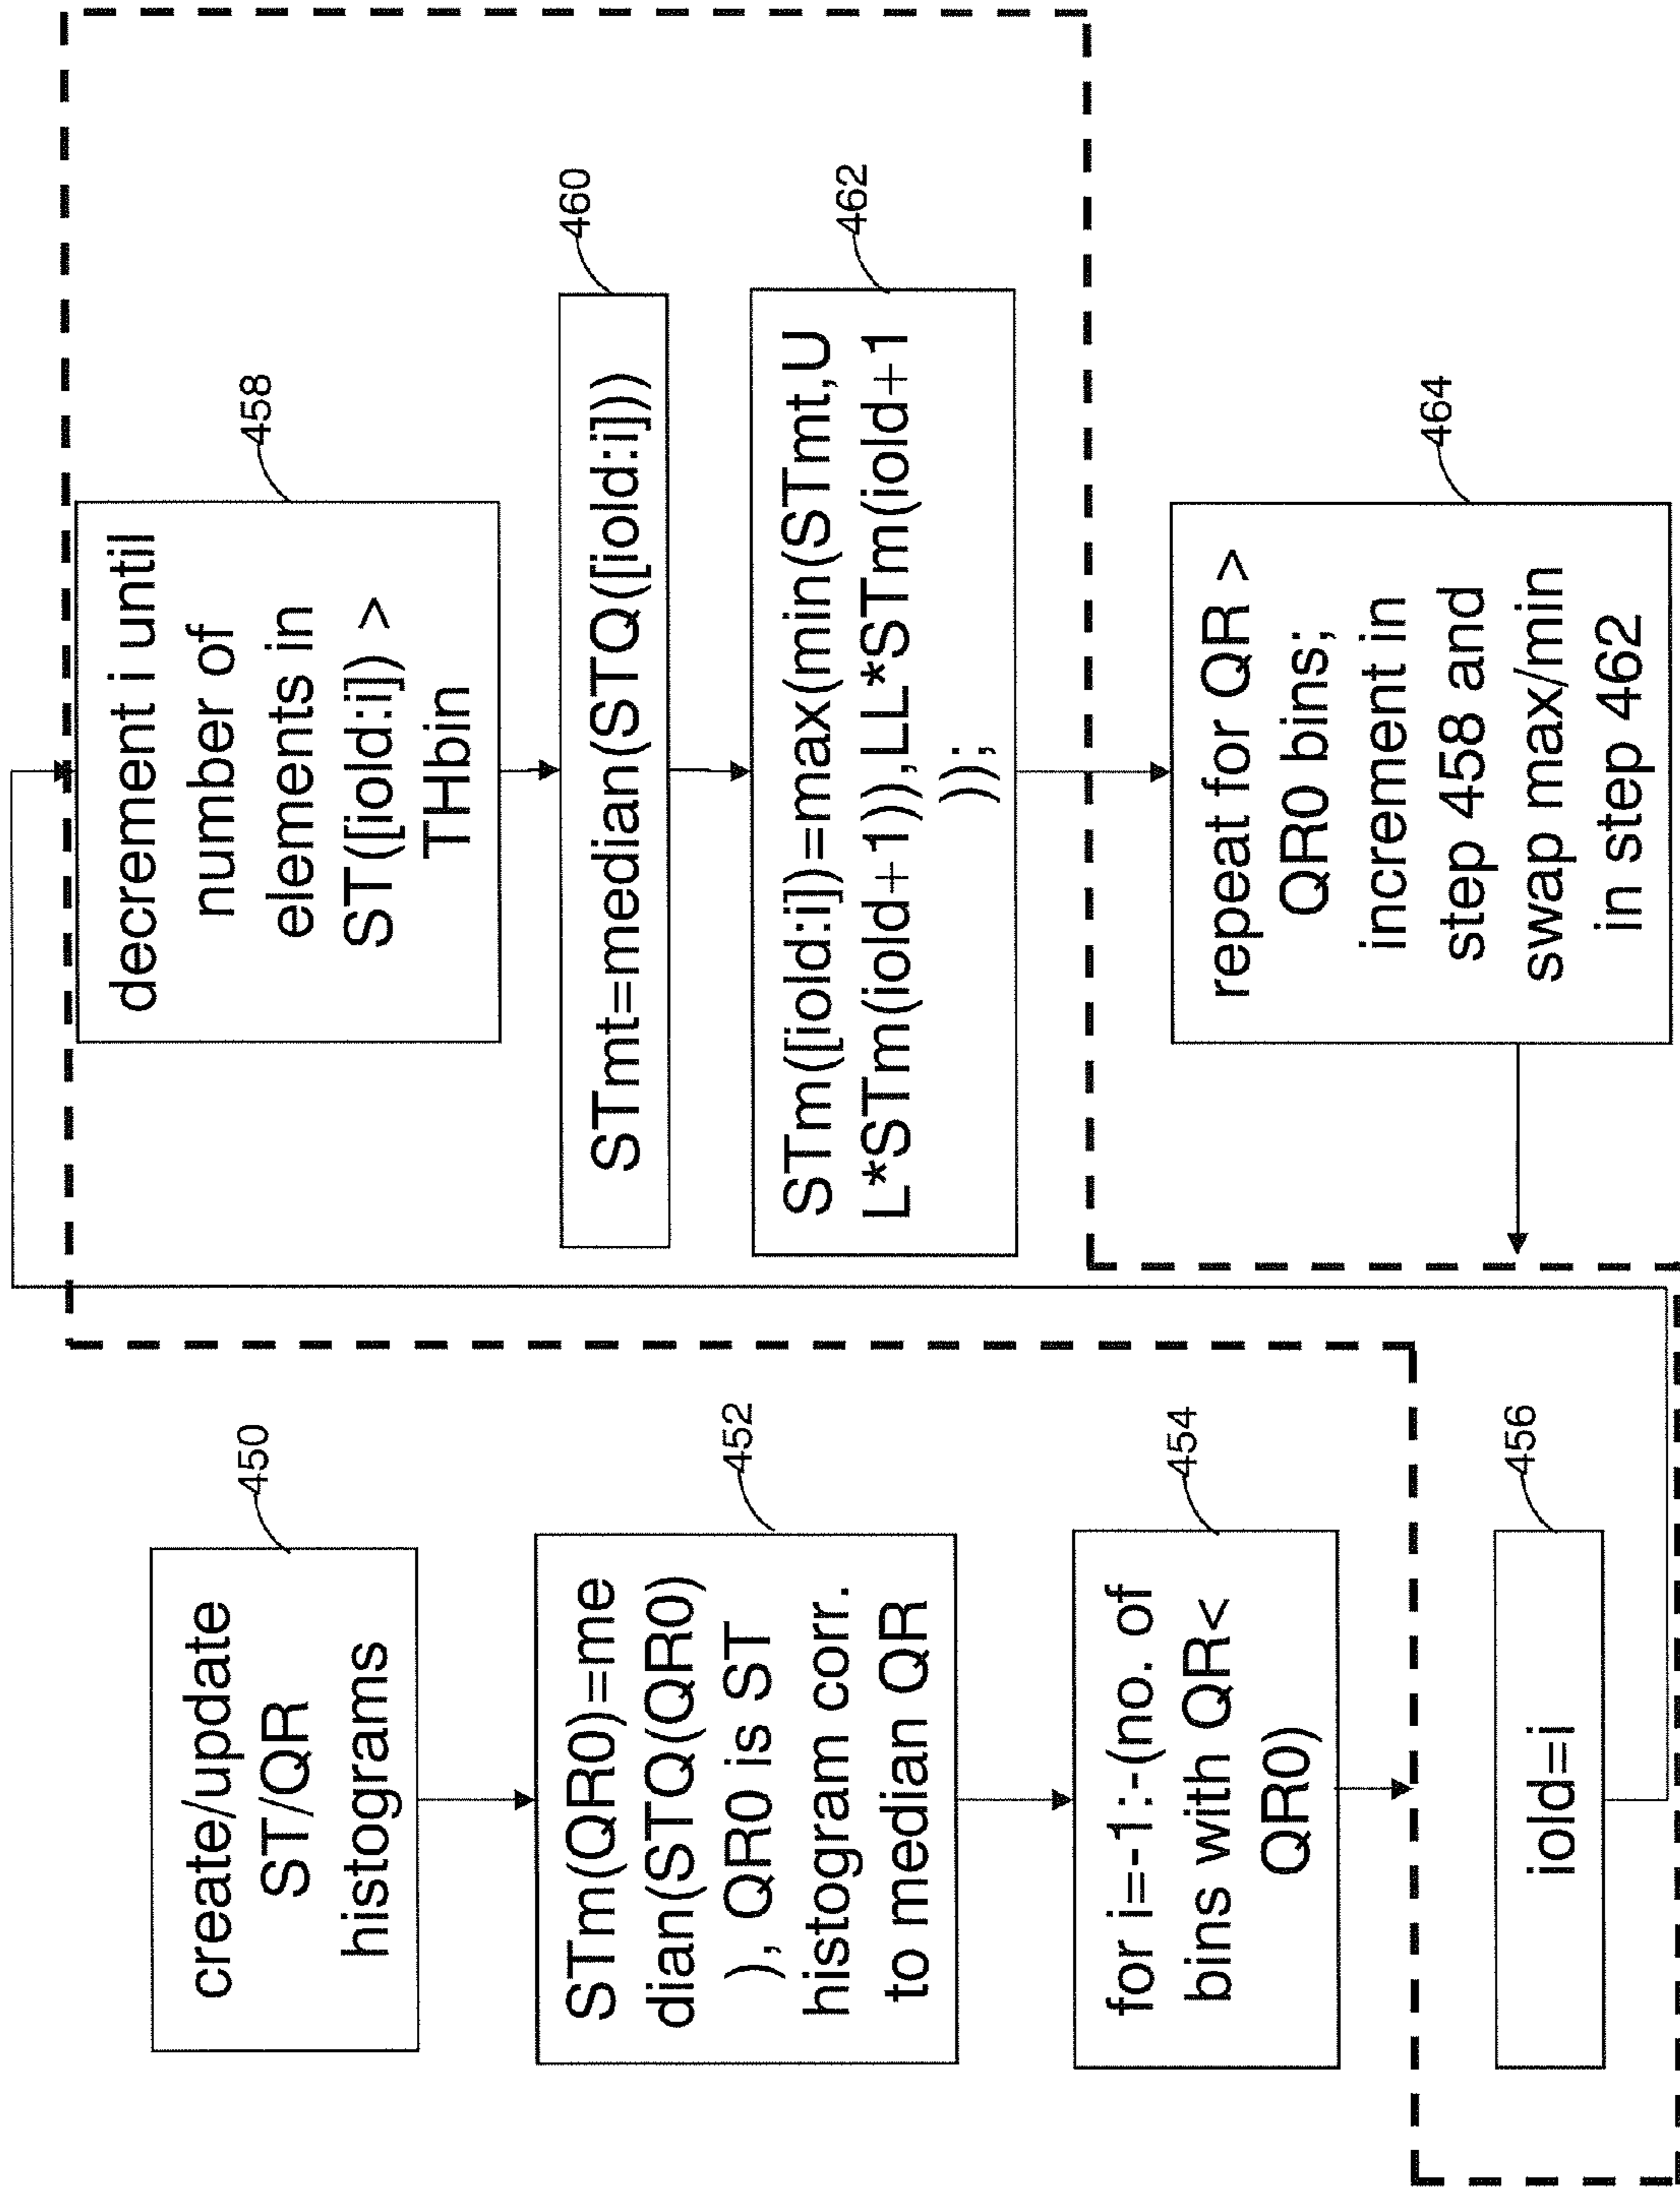 create/update
ST/QR
histograms
450
STm(QR0)=me
dian(STQ(QR0)
), QR0 is ST
histogram corr.
to median QR
452
for i=-1:-(no. of
bins with QR<
QR0)
454
iold=i
456
decrement i until
number of
elements in
ST([iold:i]) >
THbin
458
STmt=median(STQ([iold:i]))
460
STm([iold:i])=max(min(STmt,U
L*STm(iold+1)),LL*STm(iold+1
));
462
repeat for QR >
QR0 bins;
increment in
step 458 and
swap max/min
in step 462
464